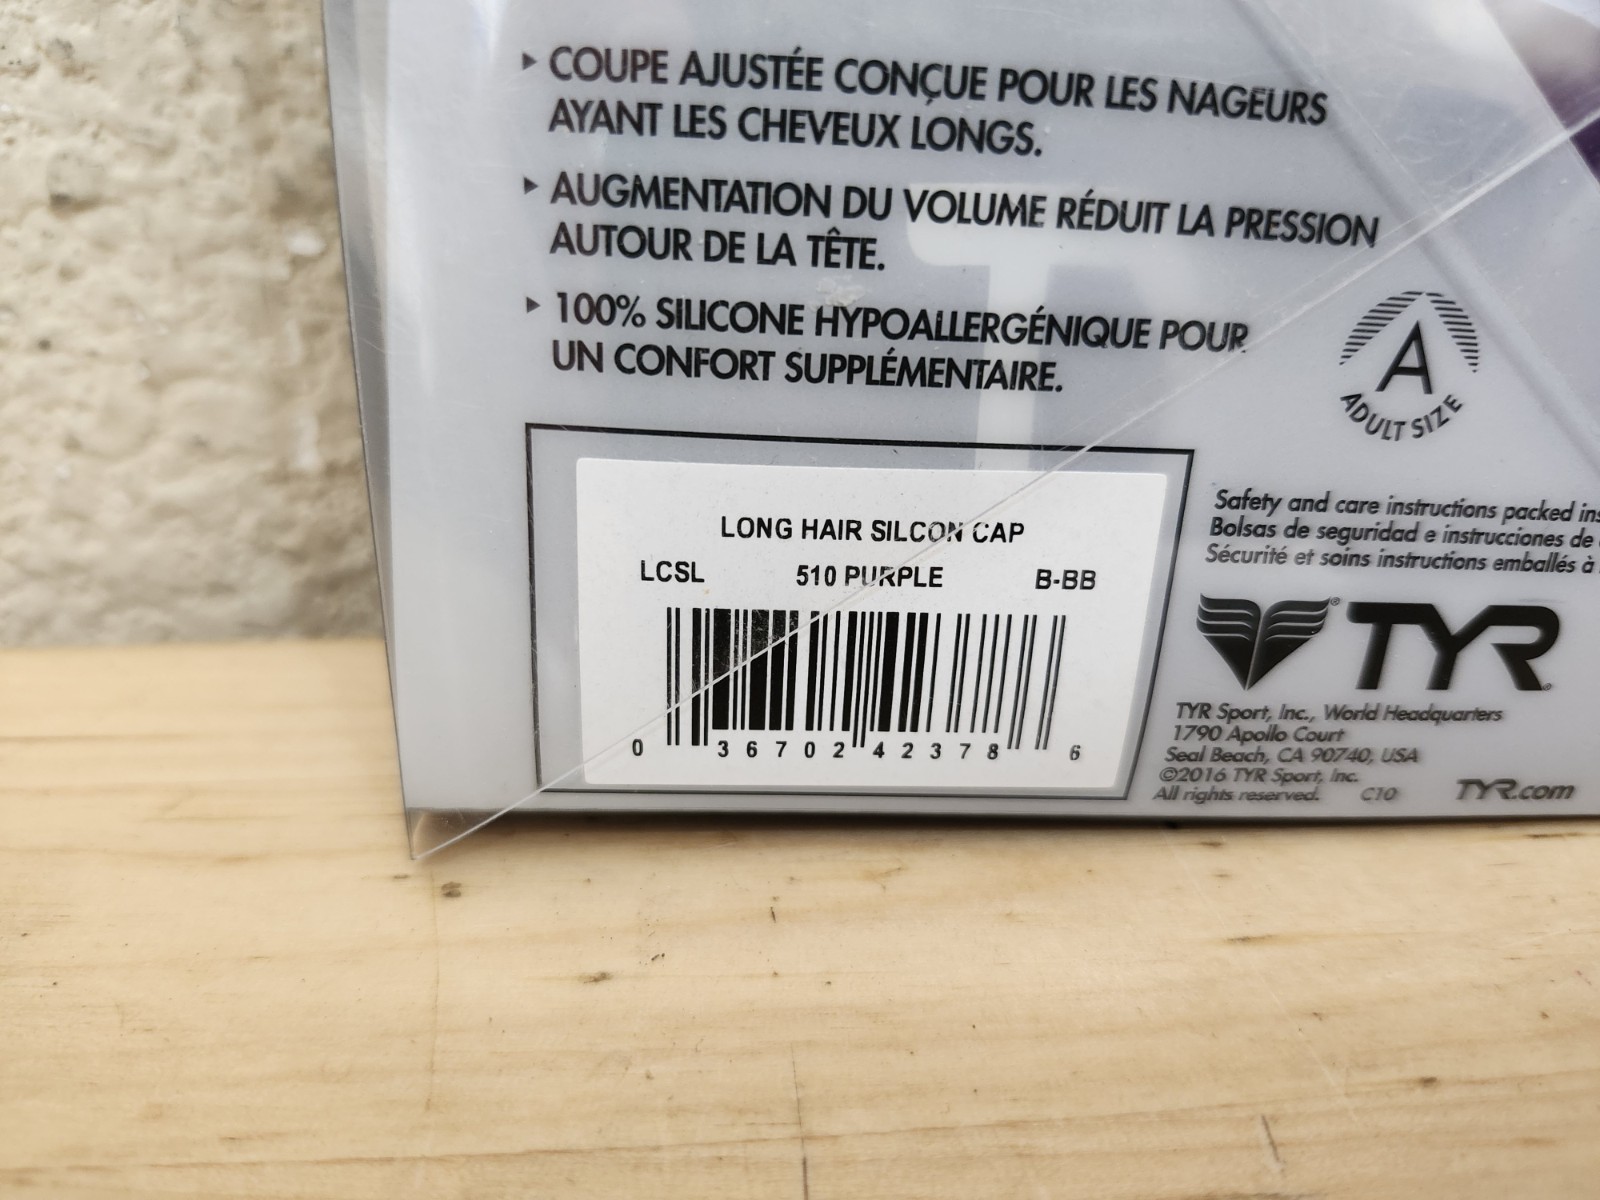 ▸ COUPE AJUSTÉE CONÇUE POUR LES NAGEURS
AYANT LES CHEVEUX LONGS.
▸ AUGMENTATION DU VOLUME RÉDUIT LA PRESSION
AUTOUR DE LA TÊTE.
▸ 100% SILICONE HYPOALLERGÉNIQUE POUR
UN CONFORT SUPPLÉMENTAIRE.
A
ADULT SIZE
LONG HAIR SILCON CAP
LCSL 510 PURPLE B-BB
0 36702 42378 6
Safety and care instructions packed
Bolsas de seguridad e instrucciones de
Sécurité et soins instructions emballés à
TYR
TYR Sport, Inc., World Headquarters
1790 Apollo Court
Seal Beach, CA 90740, USA
©2016 TYR Sport, Inc.
All rights reserved. C10 TYR.com